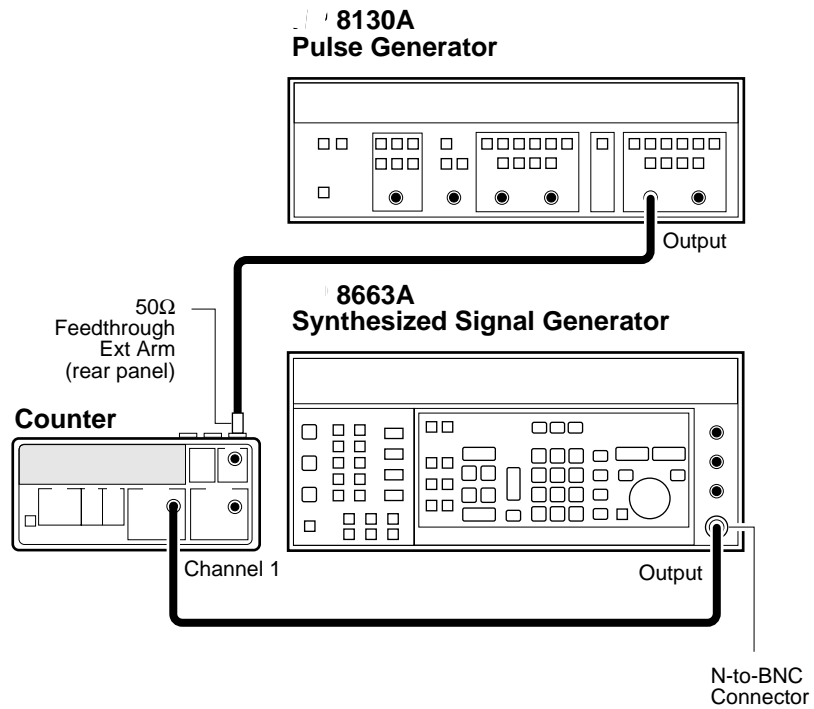 8130A
Pulse Generator
Output
8663A
Synthesized Signal Generator
50Ω
Feedthrough
Ext Arm
(rear panel)
Counter
Channel 1
Output
N-to-BNC
Connector